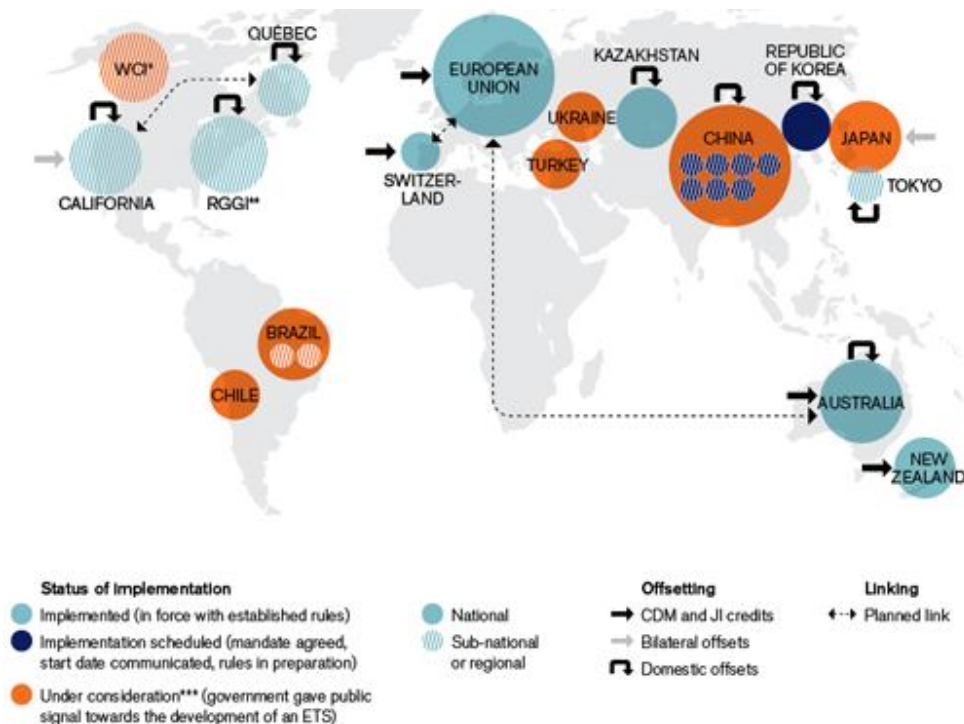 QUÉBEC
WCI*
CALIFORNIA
RGGI**
EUROPEAN
UNION
SWITZER-
LAND
UKRAINE
TURKEY
KAZAKHSTAN
CHINA
REPUBLIC
OF KOREA
JAPAN
TOKYO
BRAZIL
CHILE
AUSTRALIA
NEW
ZEALAND
Status of implementation
Implemented (in force with established rules)
Implementation scheduled (mandate agreed,
start date communicated, rules in preparation)
Under consideration*** (government gave public
signal towards the development of an ETS)
National
Sub-national
or regional
Offsetting
CDM and JI credits
Bilateral offsets
Domestic offsets
Linking
Planned link